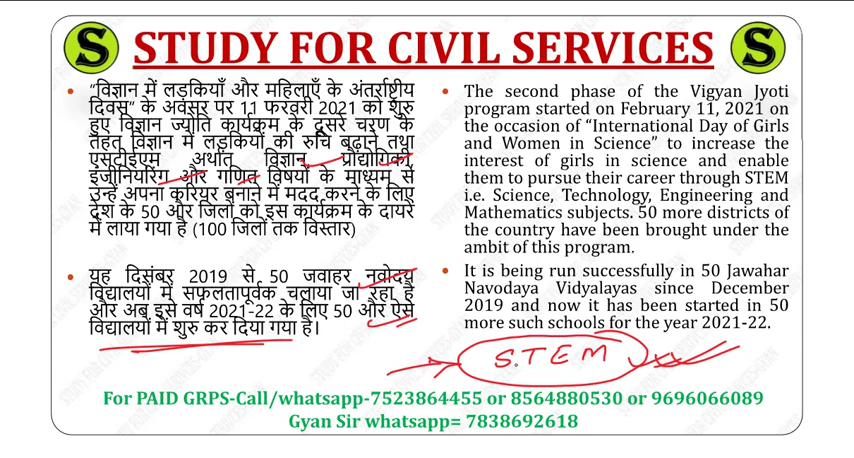 S STUDY FOR CIVIL SERVICES S
• "विज्ञान में लड़कियाँ और महिलाएँ के अंतर्राष्ट्रीय
दिवस" के अवसर पर 11 फरवरी 2021 को शुरु
हुए विज्ञान ज्योति कार्यक्रम के दूसरे चरण के
तहत विज्ञान में लड़कियों की रुचि बढ़ाने तथा
एसटीईएम अर्थात विज्ञान, प्रौद्योगिकी,
इंजीनियरिंग और गणित विषयों के माध्यम से
उन्हें अपना करियर बनाने में मदद करने के लिए
देश के 50 और जिलों को इस कार्यक्रम के दायरे
में लाया गया है (100 जिलों तक विस्तार)
• यह दिसंबर 2019 से 50 जवाहर नवोदय
विद्यालयों में सफलतापूर्वक चलाया जा रहा है
और अब इसे वर्ष 2021-22 के लिए 50 और ऐसे
विद्यालयों में शुरु कर दिया गया है।
• The second phase of the Vigyan Jyoti
program started on February 11, 2021 on
the occasion of "International Day of Girls
and Women in Science" to increase the
interest of girls in science and enable
them to pursue their career through STEM
i.e. Science, Technology, Engineering and
Mathematics subjects. 50 more districts of
the country have been brought under the
ambit of this program.
• It is being run successfully in 50 Jawahar
Navodaya Vidyalayas since December
2019 and now it has been started in 50
more such schools for the year 2021-22.
S.TEM
For PAID GRPS-Call/whatsapp-7523864455 or 8564880530 or 9696066089
Gyan Sir whatsapp= 7838692618